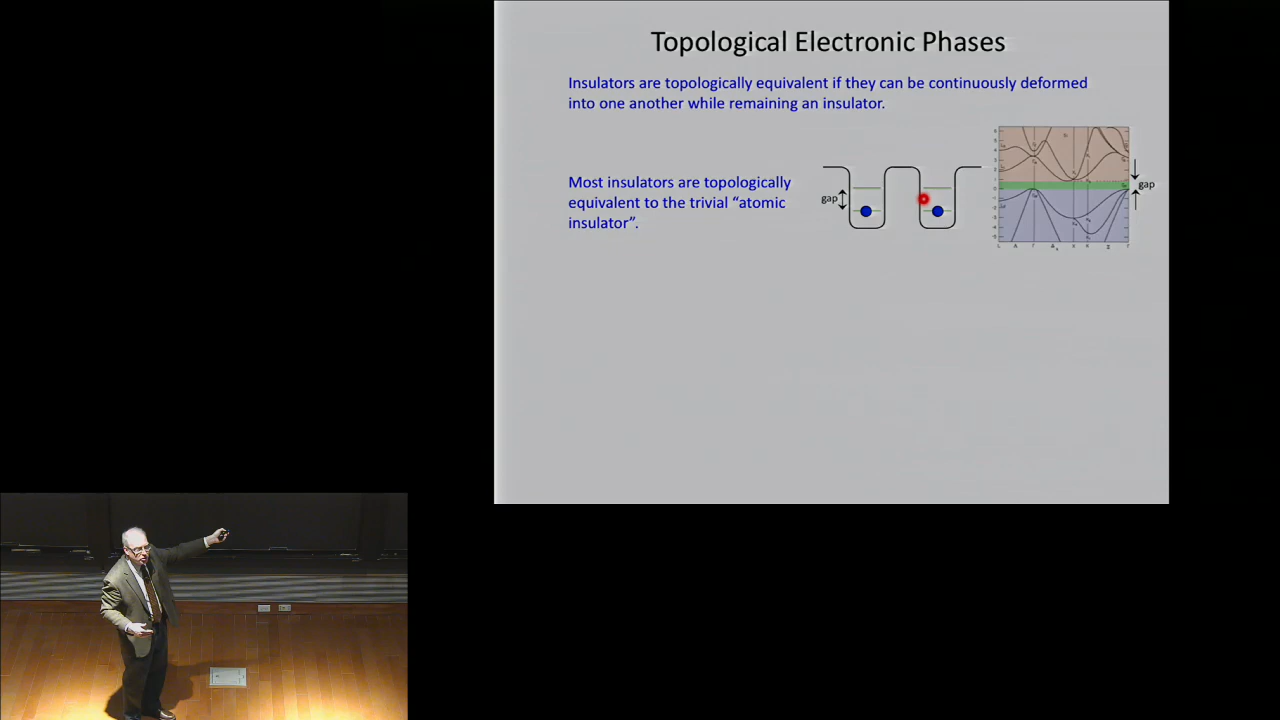 Topological Electronic Phases
Insulators are topologically equivalent if they can be continuously deformed
into one another while remaining an insulator.
Most insulators are topologically
equivalent to the trivial “atomic
insulator”.
gap
gap